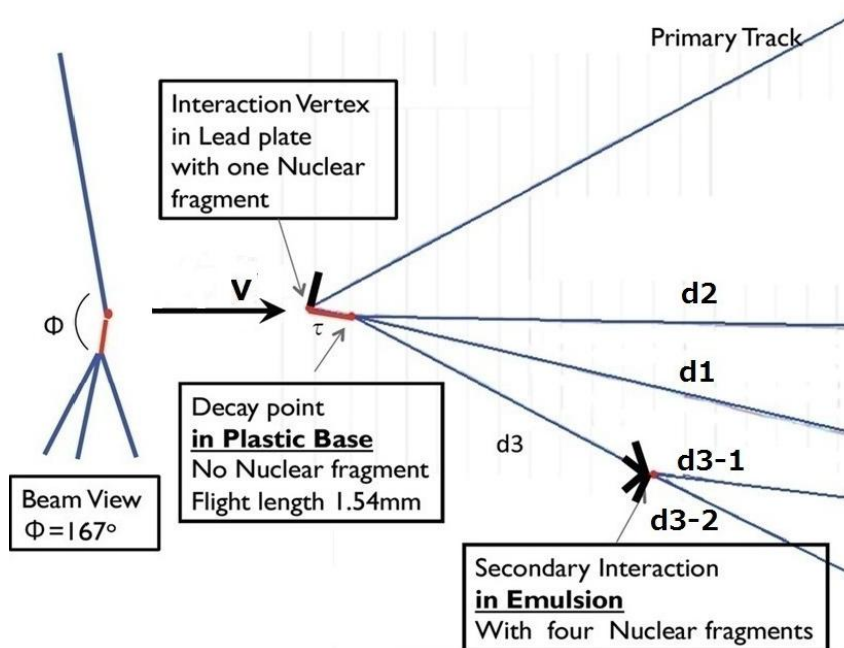 Primary Track
Interaction Vertex
in Lead plate
with one Nuclear
fragment
V
Φ
τ
d2
d1
d3
d3-1
d3-2
Decay point
in Plastic Base
No Nuclear fragment
Flight length 1.54mm
Beam View
Φ=167°
Secondary Interaction
in Emulsion
With four Nuclear fragments